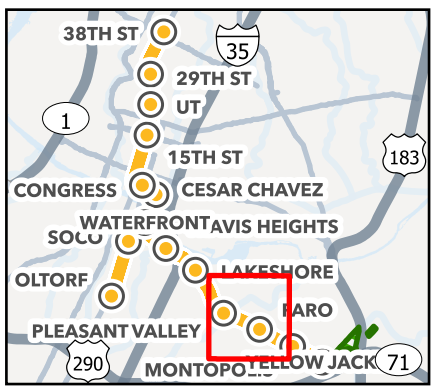 38TH ST
35
29TH ST
UT
1
15TH ST
183
CONGRESS
CESAR CHAVEZ
WATERFRONT
AVIS HEIGHTS
SOCO
LAKESHORE
OLTORF
FARO
PLEASANT VALLEY
YELLOW JACK
MONTOPOLIS
290
71
A